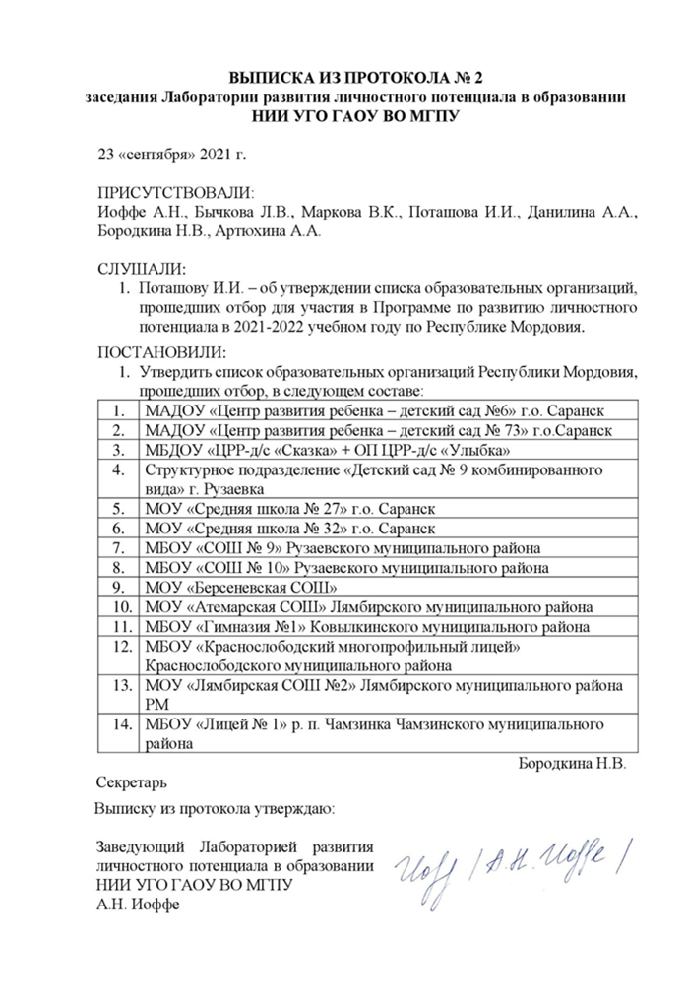 ВЫПИСКА ИЗ ПРОТОКОЛА № 2
заседания Лаборатории развития личностного потенциала в образовании
НИИ УГО ГАОУ ВО МГПУ
23 «сентября» 2021 г.
ПРИСУТСТВОВАЛИ:
Иоффе А.Н., Бычкова Л.В., Маркова В.К., Поташова И.И., Данилина А.А.,
Бородкина Н.В., Артюхина А.А.
СЛУШАЛИ:
1. Поташову И.И. – об утверждении списка образовательных организаций,
прошедших отбор для участия в Программе по развитию личностного
потенциала в 2021-2022 учебном году по Республике Мордовия.
ПОСТАНОВИЛИ:
1. Утвердить список образовательных организаций Республики Мордовия,
прошедших отбор, в следующем составе:
1. МАДОУ «Центр развития ребенка – детский сад №6» г.о. Саранск
2. МАДОУ «Центр развития ребенка – детский сад № 73» г.о.Саранск
3. МБДОУ «ЦРР-д/с «Сказка» + ОП ЦРР-д/с «Улыбка»
4. Структурное подразделение «Детский сад № 9 комбинированного
вида» г. Рузаевка
5. МОУ «Средняя школа № 27» г.о. Саранск
6. МОУ «Средняя школа № 32» г.о. Саранск
7. МБОУ «СОШ № 9» Рузаевского муниципального района
8. МБОУ «СОШ № 10» Рузаевского муниципального района
9. МОУ «Берсеневская СОШ»
10. МОУ «Атемарская СОШ» Лямбирского муниципального района
11. МБОУ «Гимназия №1» Ковылкинского муниципального района
12. МБОУ «Краснослободский многопрофильный лицей»
Краснослободского муниципального района
13. МОУ «Лямбирская СОШ №2» Лямбирского муниципального района
РМ
14. МБОУ «Лицей № 1» р. п. Чамзинка Чамзинского муниципального
района
Бородкина Н.В.
Секретарь
Выписку из протокола утверждаю:
Заведующий Лабораторией развития
личностного потенциала в образовании
НИИ УГО ГАОУ ВО МГПУ
А.Н. Иоффе
Иофф / А.Н. Иоффе /